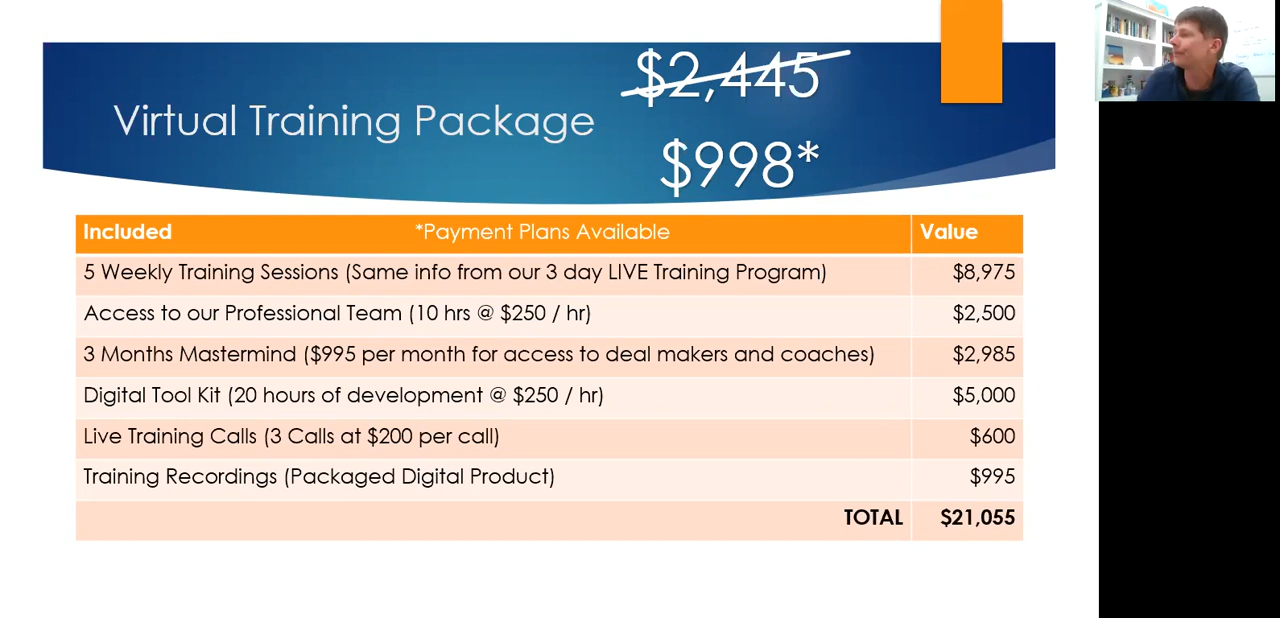 $2,445
Virtual Training Package
$998*
Included *Payment Plans Available Value
5 Weekly Training Sessions (Same info from our 3 day LIVE Training Program) $8,975
Access to our Professional Team (10 hrs @ $250 / hr) $2,500
3 Months Mastermind ($995 per month for access to deal makers and coaches) $2,985
Digital Tool Kit (20 hours of development @ $250 / hr) $5,000
Live Training Calls (3 Calls at $200 per call) $600
Training Recordings (Packaged Digital Product) $995
TOTAL $21,055